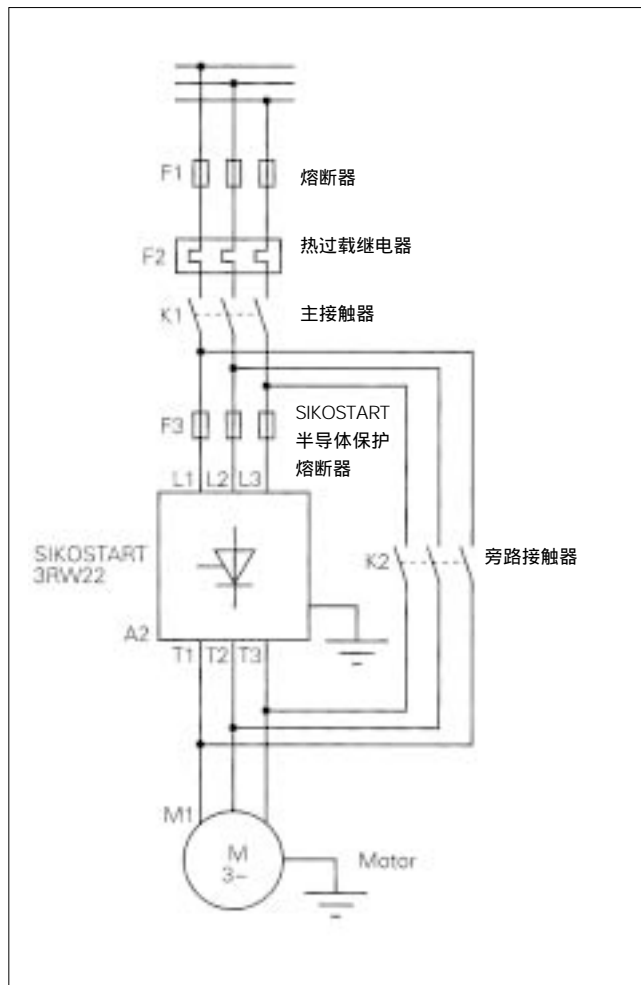 F1
熔断器
F2
热过载继电器
K1
主接触器
F3
SIKOSTART
半导体保护
熔断器
L1 L2 L3
SIKOSTART
3RW22
K2
旁路接触器
A2
T1 T2 T3
M1
M
3~
Motor